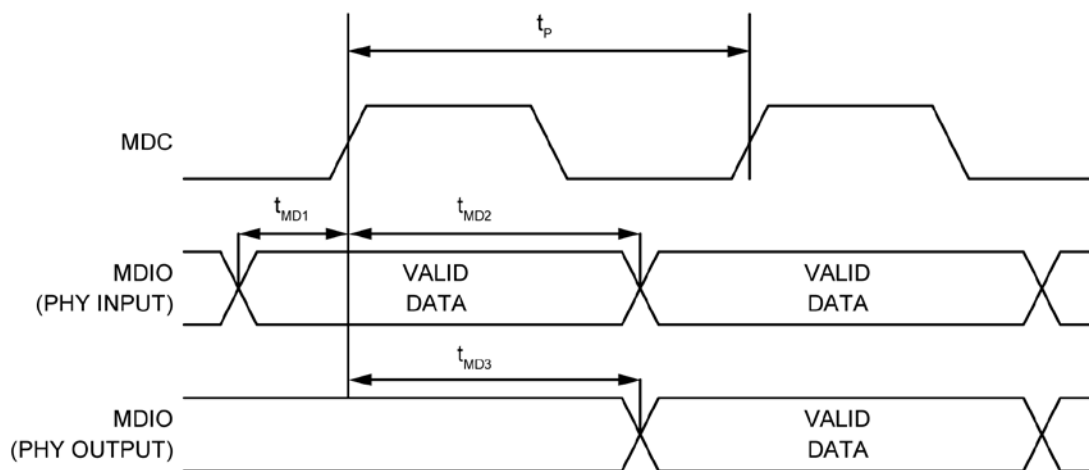 tP
MDC
tMD1
tMD2
MDIO
(PHY INPUT)
VALID
DATA
VALID
DATA
tMD3
MDIO
(PHY OUTPUT)
VALID
DATA